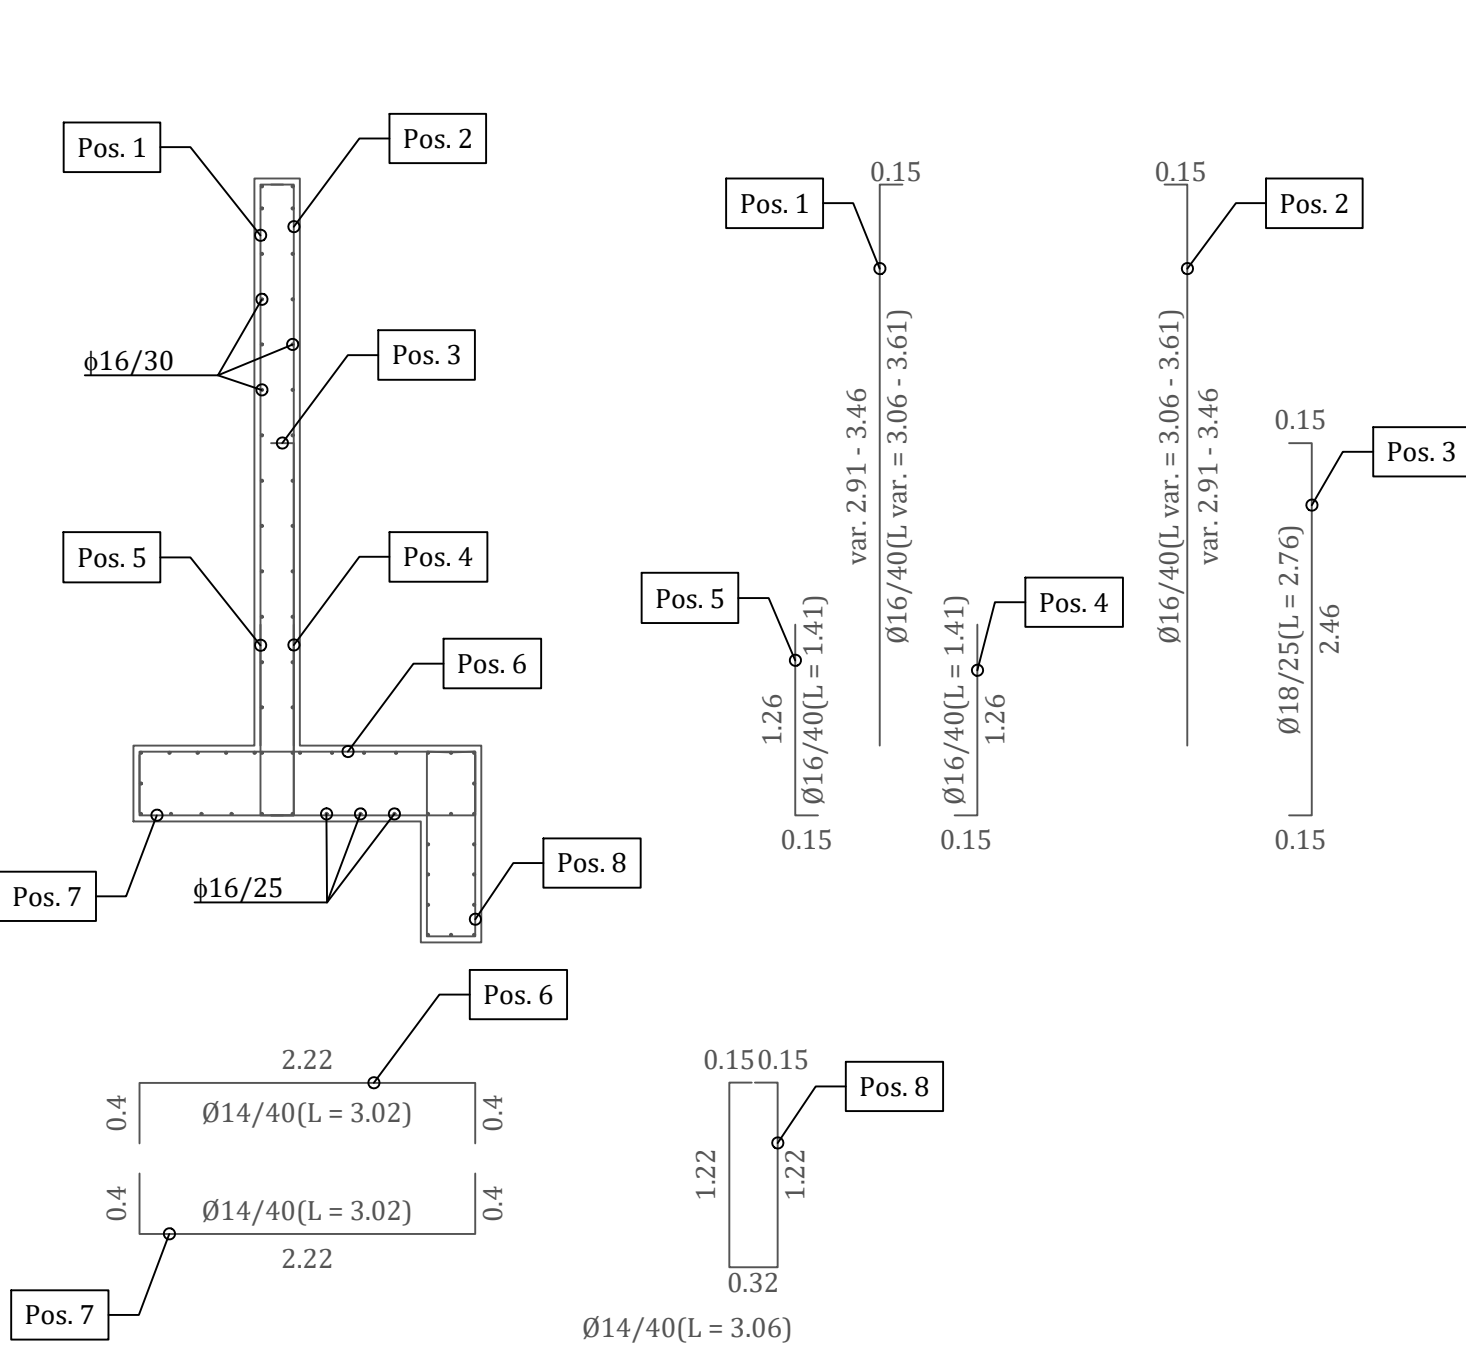 Pos. 1
Pos. 2
ϕ16/30
Pos. 3
Pos. 5
Pos. 4
Pos. 6
Pos. 7
ϕ16/25
Pos. 8
0.15
Pos. 1
var. 2.91 - 3.46
Ø16/40(L var. = 3.06 - 3.61)
0.15
Pos. 2
Ø16/40(L var. = 3.06 - 3.61)
var. 2.91 - 3.46
0.15
Pos. 3
Ø18/25(L = 2.76)
2.46
0.15
Pos. 5
1.26
Ø16/40(L = 1.41)
0.15
Pos. 4
Ø16/40(L = 1.41)
1.26
0.15
Pos. 6
2.22
0.4
Ø14/40(L = 3.02)
0.4
0.4
Ø14/40(L = 3.02)
0.4
2.22
Pos. 7
0.15
0.15
Pos. 8
1.22
1.22
0.32
Ø14/40(L = 3.06)